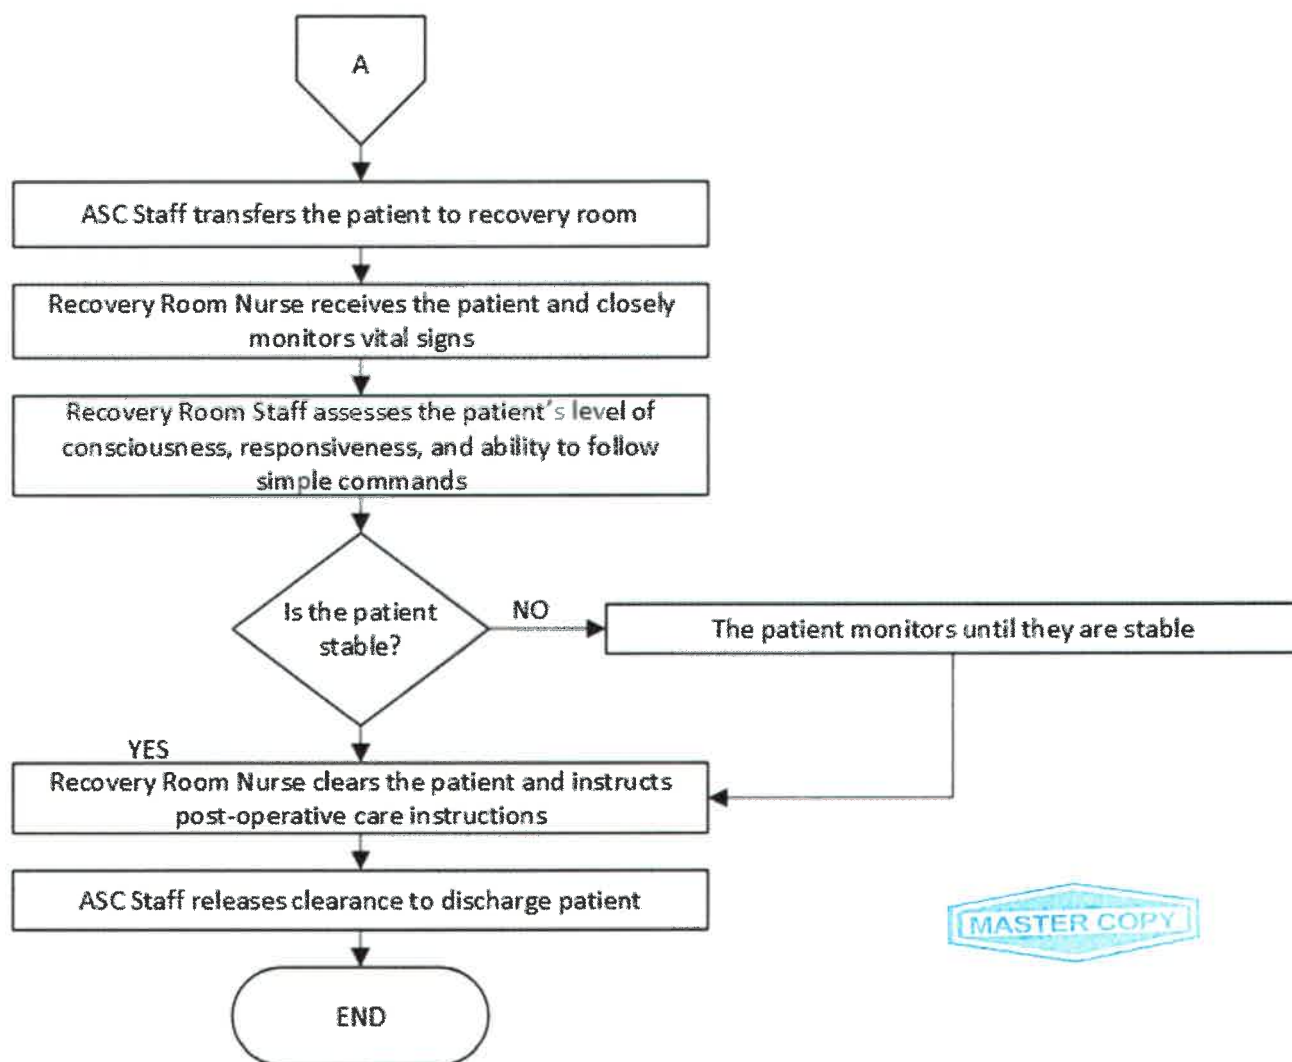 A
ASC Staff transfers the patient to recovery room
Recovery Room Nurse receives the patient and closely
monitors vital signs
Recovery Room Staff assesses the patient's level of
consciousness, responsiveness, and ability to follow
simple commands
Is the patient
stable?
NO
The patient monitors until they are stable
YES
Recovery Room Nurse clears the patient and instructs
post-operative care instructions
ASC Staff releases clearance to discharge patient
MASTER COPY
END